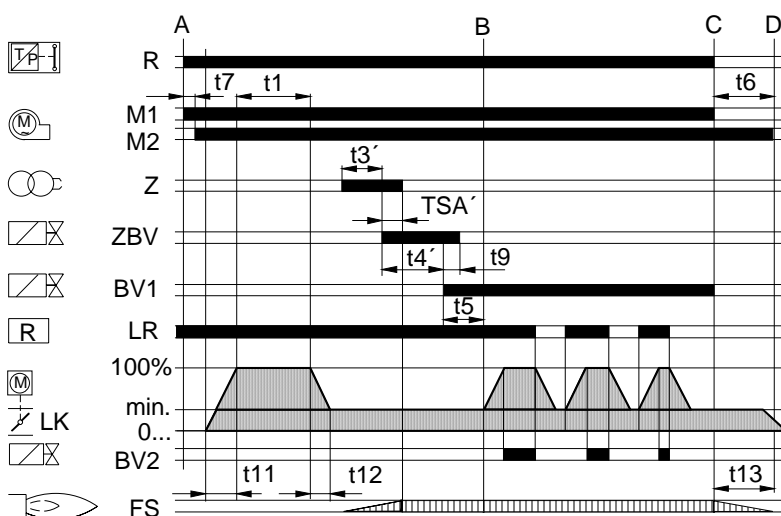 A B C D
T/P R
t7 t1 t6
M ~ M1
M2
t3´
Z
TSA´
ZBV
t4´ t9
BV1
t5
R LR
100%
M
min.
LK
0...
BV2
t11 t12 t13
FS